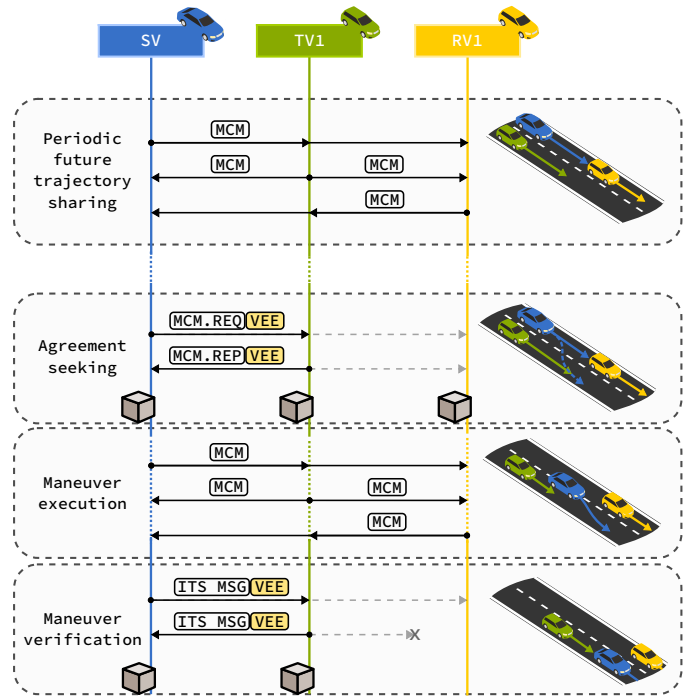 SV
TV1
RV1
Periodic
future
trajectory
sharing
MCM
MCM
MCM
MCM
Agreement
seeking
MCM.REQ VEE
MCM.REP VEE
Maneuver
execution
MCM
MCM
MCM
MCM
Maneuver
verification
ITS MSG VEE
ITS MSG VEE
X